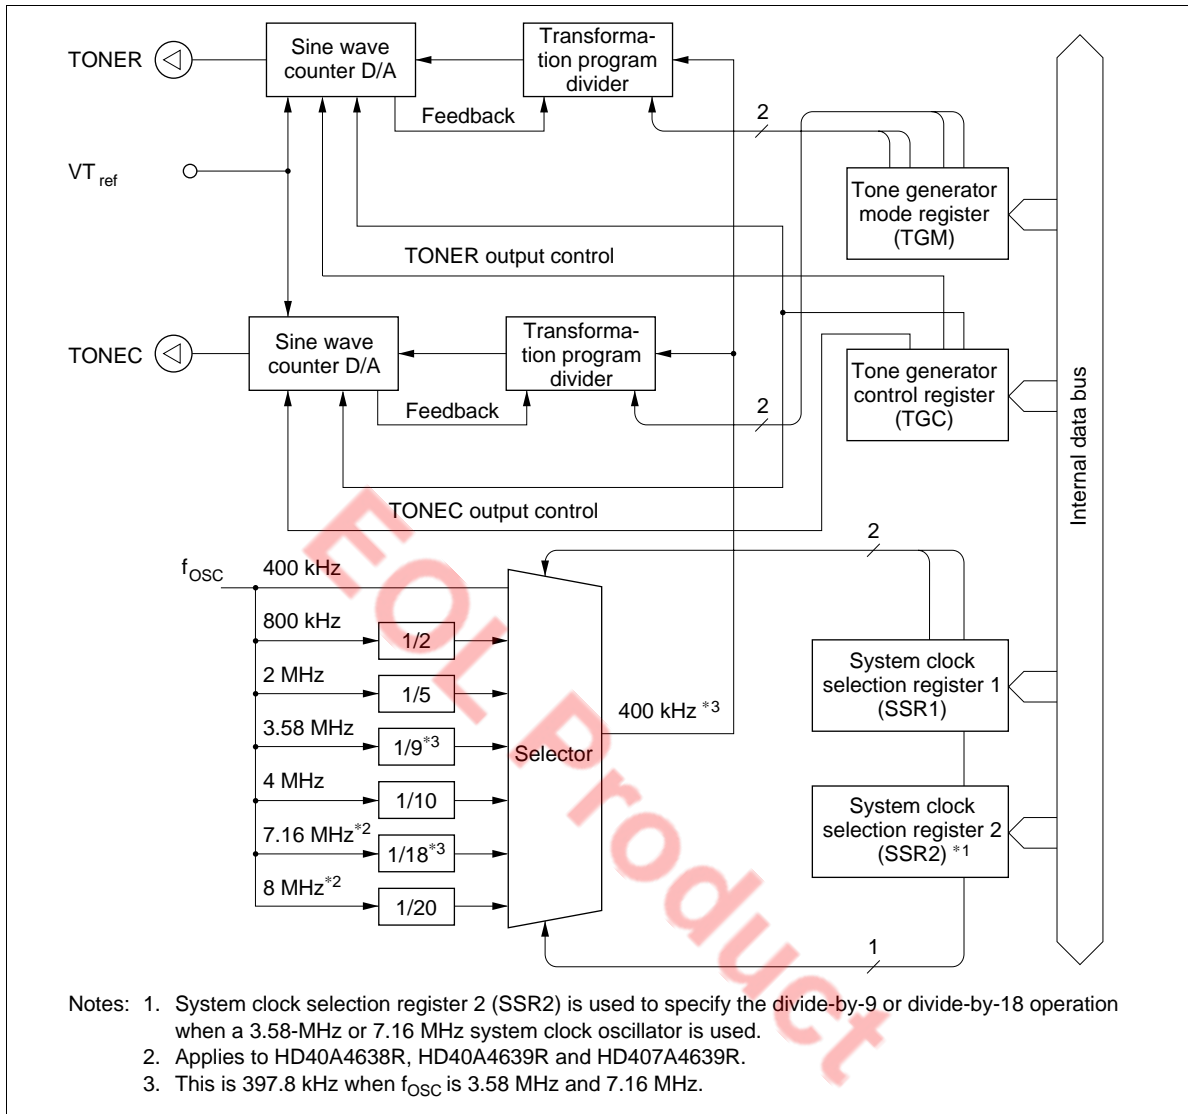 TONER
Sine wave
counter D/A
Transforma-
tion program
divider
Feedback
2
VT ref
Tone generator
mode register
(TGM)
TONER output control
TONEC
Sine wave
counter D/A
Transforma-
tion program
divider
Feedback
2
Tone generator
control register
(TGC)
Internal data bus
TONEC output control
fOSC
400 kHz
2
800 kHz
1/2
2 MHz
1/5
3.58 MHz
1/9*3
4 MHz
1/10
7.16 MHz*2
1/18*3
8 MHz*2
1/20
Selector
400 kHz *3
System clock
selection register 1
(SSR1)
System clock
selection register 2
(SSR2) *1
1
EOL Product
Notes: 1. System clock selection register 2 (SSR2) is used to specify the divide-by-9 or divide-by-18 operation
when a 3.58-MHz or 7.16 MHz system clock oscillator is used.
2. Applies to HD40A4638R, HD40A4639R and HD407A4639R.
3. This is 397.8 kHz when fOSC is 3.58 MHz and 7.16 MHz.